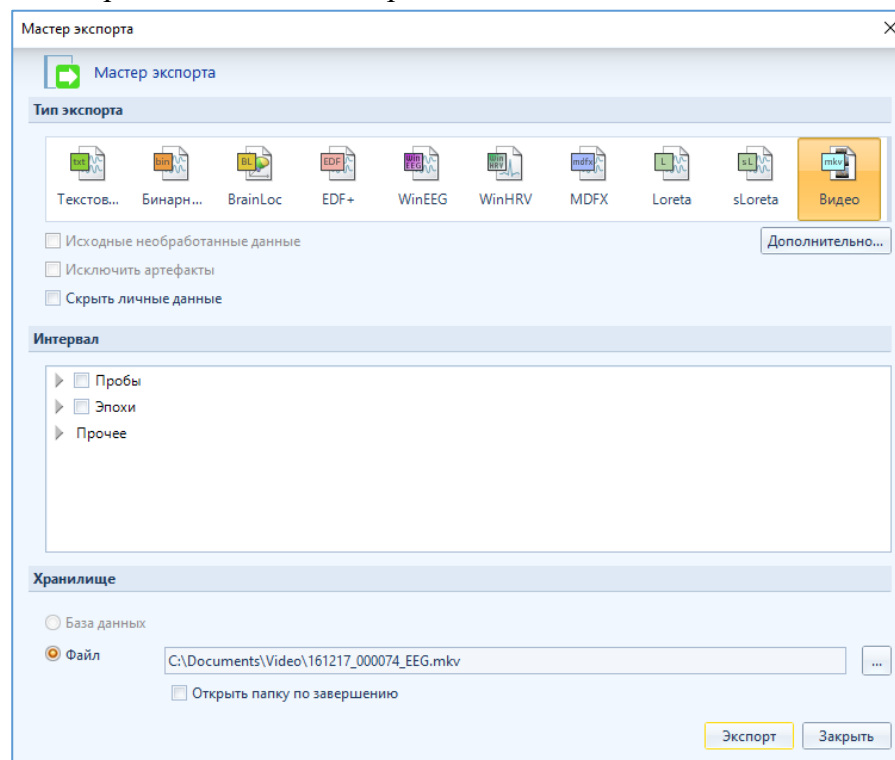 Мастер экспорта
Мастер экспорта
Тип экспорта
txt bin BL EDF Win EEG Win HRV mdfx L sL mkv
Текстов... Бинарн... BrainLoc EDF+ WinEEG WinHRV MDFX Loreta sLoreta Видео
Исходные необработанные данные
Дополнительно...
Исключить артефакты
Скрыть личные данные
Интервал
Пробы
Эпохи
Прочее
Хранилище
База данных
Файл C:\Documents\Video\161217_000074_EEG.mkv ...
Открыть папку по завершению
Экспорт Закрыть